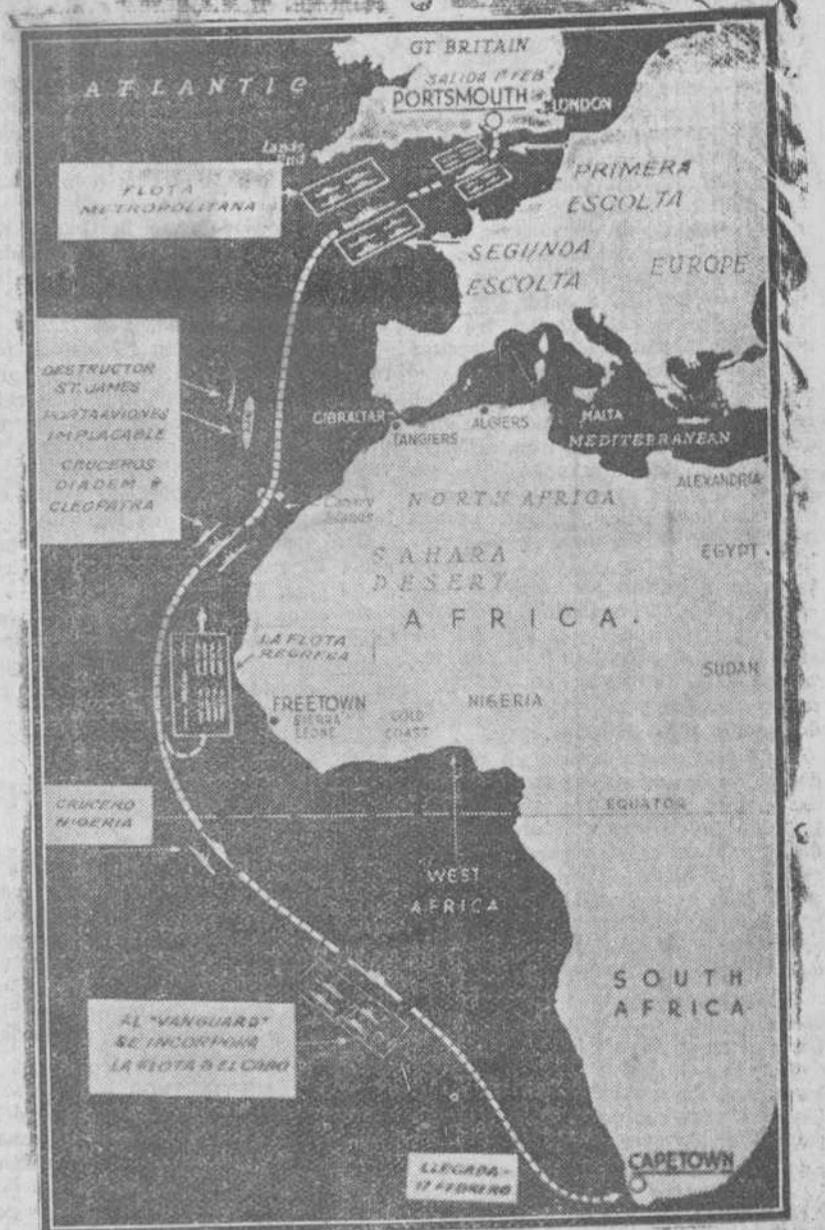 GT BRITAIN
ATLANTIC
SALIDA 1º FEB
PORTSMOUTH
LONDON
Lands
End
FLOTA
METROPOLITANA
PRIMERA
ESCOLTA
SEGUNDA
ESCOLTA
EUROPE
DESTRUCTOR
ST. JAMES
PORTAAVIONES
IMPLACABLE
CRUCEROS
DIADEM &
CLEOPATRA
GIBRALTAR
TANGIERS
ALGIERS
MALTA
MEDITERRANEAN
ALEXANDRIA
Canary
Islands
NORTH AFRICA
SAHARA
DESERT
EGYPT
AFRICA
LA FLOTA
REGRESA
SUDAN
FREETOWN
SIERRA
LEONE
GOLD
COAST
NIGERIA
CRUCERO
NIGERIA
EQUATOR
WEST
AFRICA
SOUTH
AFRICA
AL "VANGUARD"
SE INCORPORA
LA FLOTA D EL CABO
LLEGADA -
17 FEBRERO
CAPETOWN